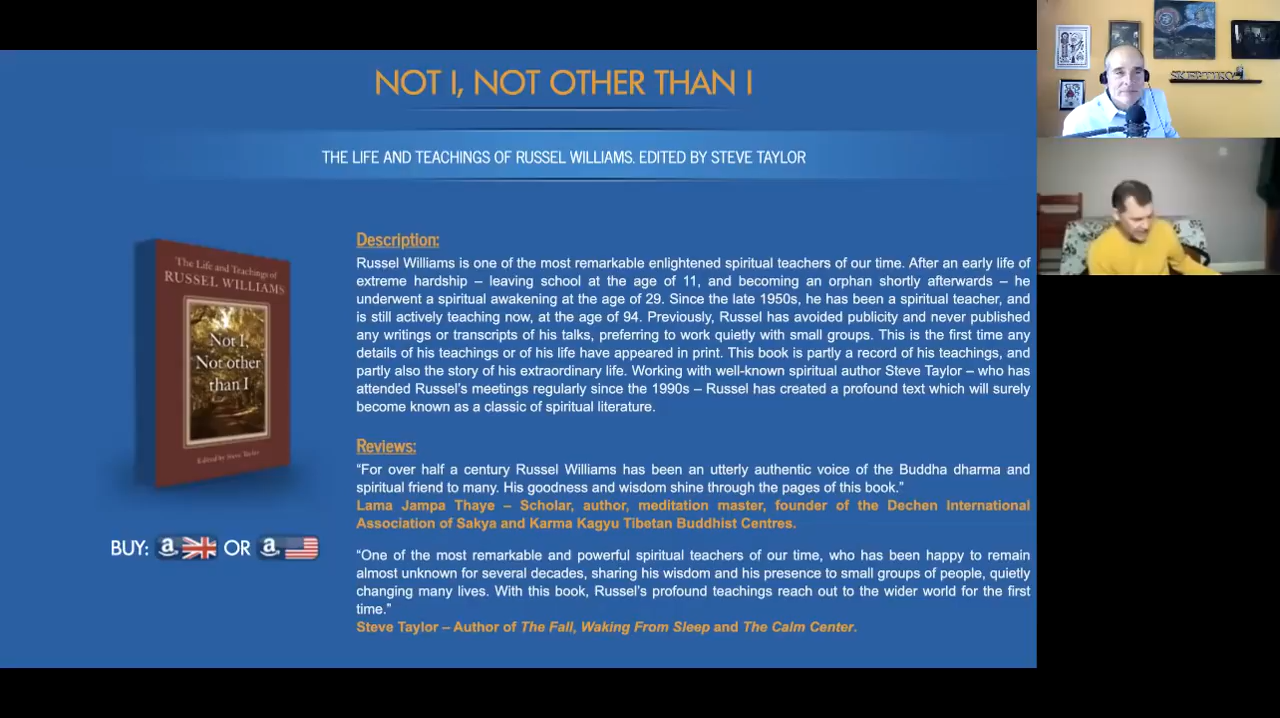 NOT I, NOT OTHER THAN I
THE LIFE AND TEACHINGS OF RUSSEL WILLIAMS. EDITED BY STEVE TAYLOR
The Life and Teachings of
RUSSEL WILLIAMS
Not I,
Not other
than I
Edited by Steve Taylor
BUY: a OR a
Description:
Russel Williams is one of the most remarkable enlightened spiritual teachers of our time. After an early life of
extreme hardship – leaving school at the age of 11, and becoming an orphan shortly afterwards – he
underwent a spiritual awakening at the age of 29. Since the late 1950s, he has been a spiritual teacher, and
is still actively teaching now, at the age of 94. Previously, Russel has avoided publicity and never published
any writings or transcripts of his talks, preferring to work quietly with small groups. This is the first time any
details of his teachings or of his life have appeared in print. This book is partly a record of his teachings, and
partly also the story of his extraordinary life. Working with well-known spiritual author Steve Taylor – who has
attended Russel's meetings regularly since the 1990s – Russel has created a profound text which will surely
become known as a classic of spiritual literature.
Reviews:
“For over half a century Russel Williams has been an utterly authentic voice of the Buddha dharma and
spiritual friend to many. His goodness and wisdom shine through the pages of this book.”
Lama Jampa Thaye – Scholar, author, meditation master, founder of the Dechen International
Association of Sakya and Karma Kagyu Tibetan Buddhist Centres.
“One of the most remarkable and powerful spiritual teachers of our time, who has been happy to remain
almost unknown for several decades, sharing his wisdom and his presence to small groups of people, quietly
changing many lives. With this book, Russel's profound teachings reach out to the wider world for the first
time.”
Steve Taylor – Author of The Fall, Waking From Sleep and The Calm Center.
SKEPTIKO